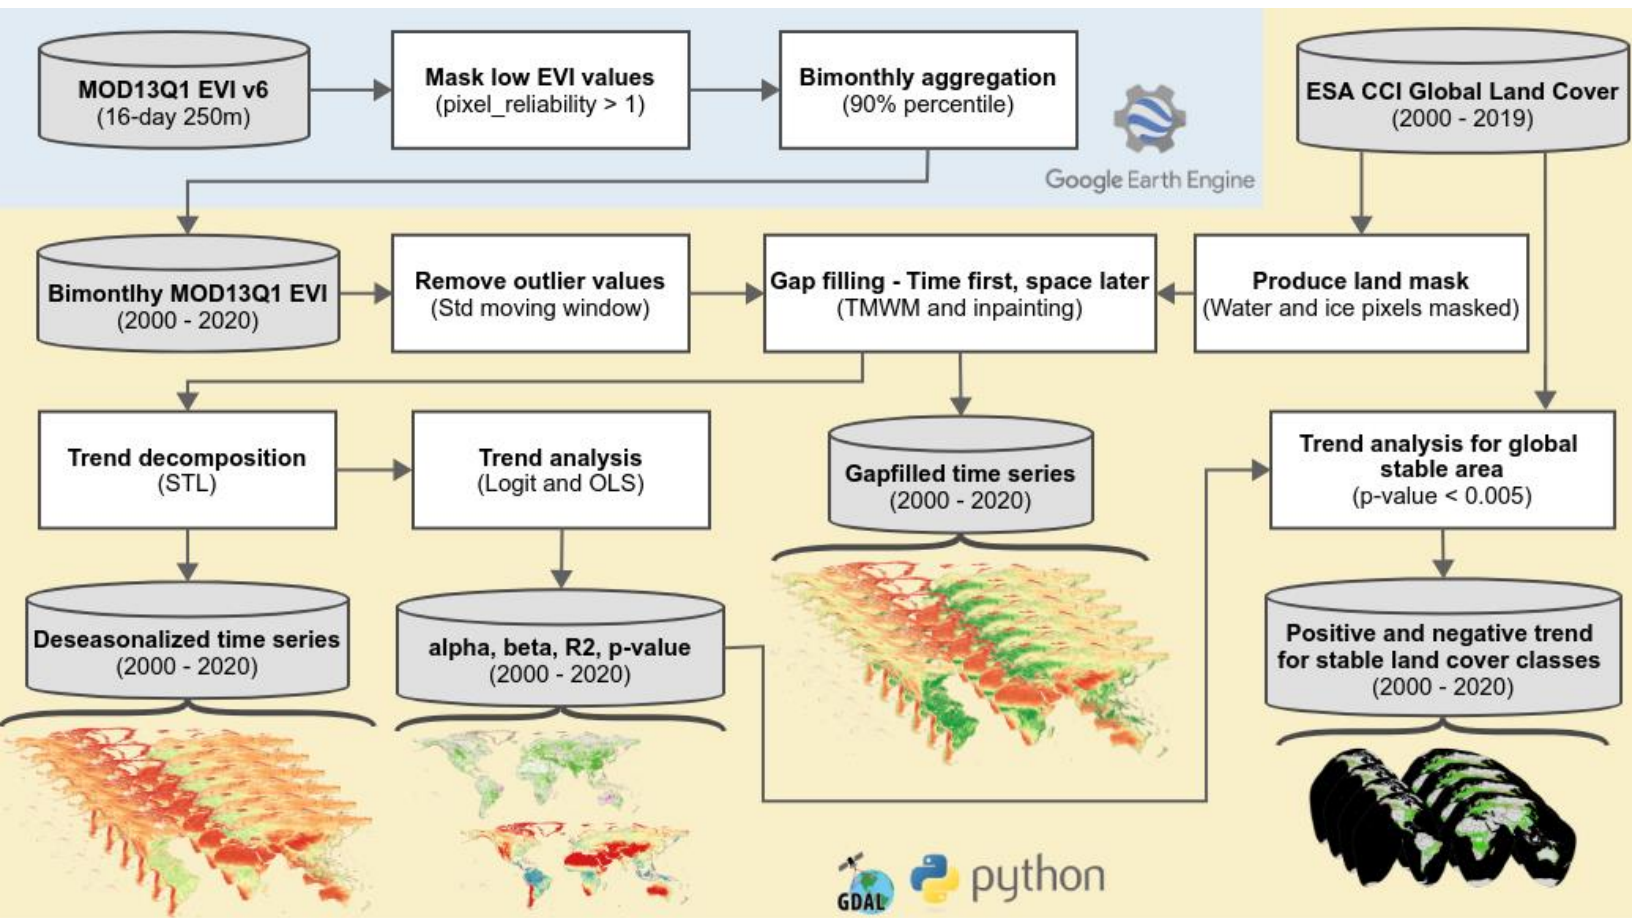 MOD13Q1 EVI v6
(16-day 250m)
Mask low EVI values
(pixel_reliability > 1)
Bimonthly aggregation
(90% percentile)
Google Earth Engine
ESA CCI Global Land Cover
(2000 - 2019)
Bimontlhy MOD13Q1 EVI
(2000 - 2020)
Remove outlier values
(Std moving window)
Gap filling - Time first, space later
(TMWM and inpainting)
Produce land mask
(Water and ice pixels masked)
Trend decomposition
(STL)
Trend analysis
(Logit and OLS)
Gapfilled time series
(2000 - 2020)
Trend analysis for global
stable area
(p-value < 0.005)
Deseasonalized time series
(2000 - 2020)
alpha, beta, R2, p-value
(2000 - 2020)
Positive and negative trend
for stable land cover classes
(2000 - 2020)
GDAL
python